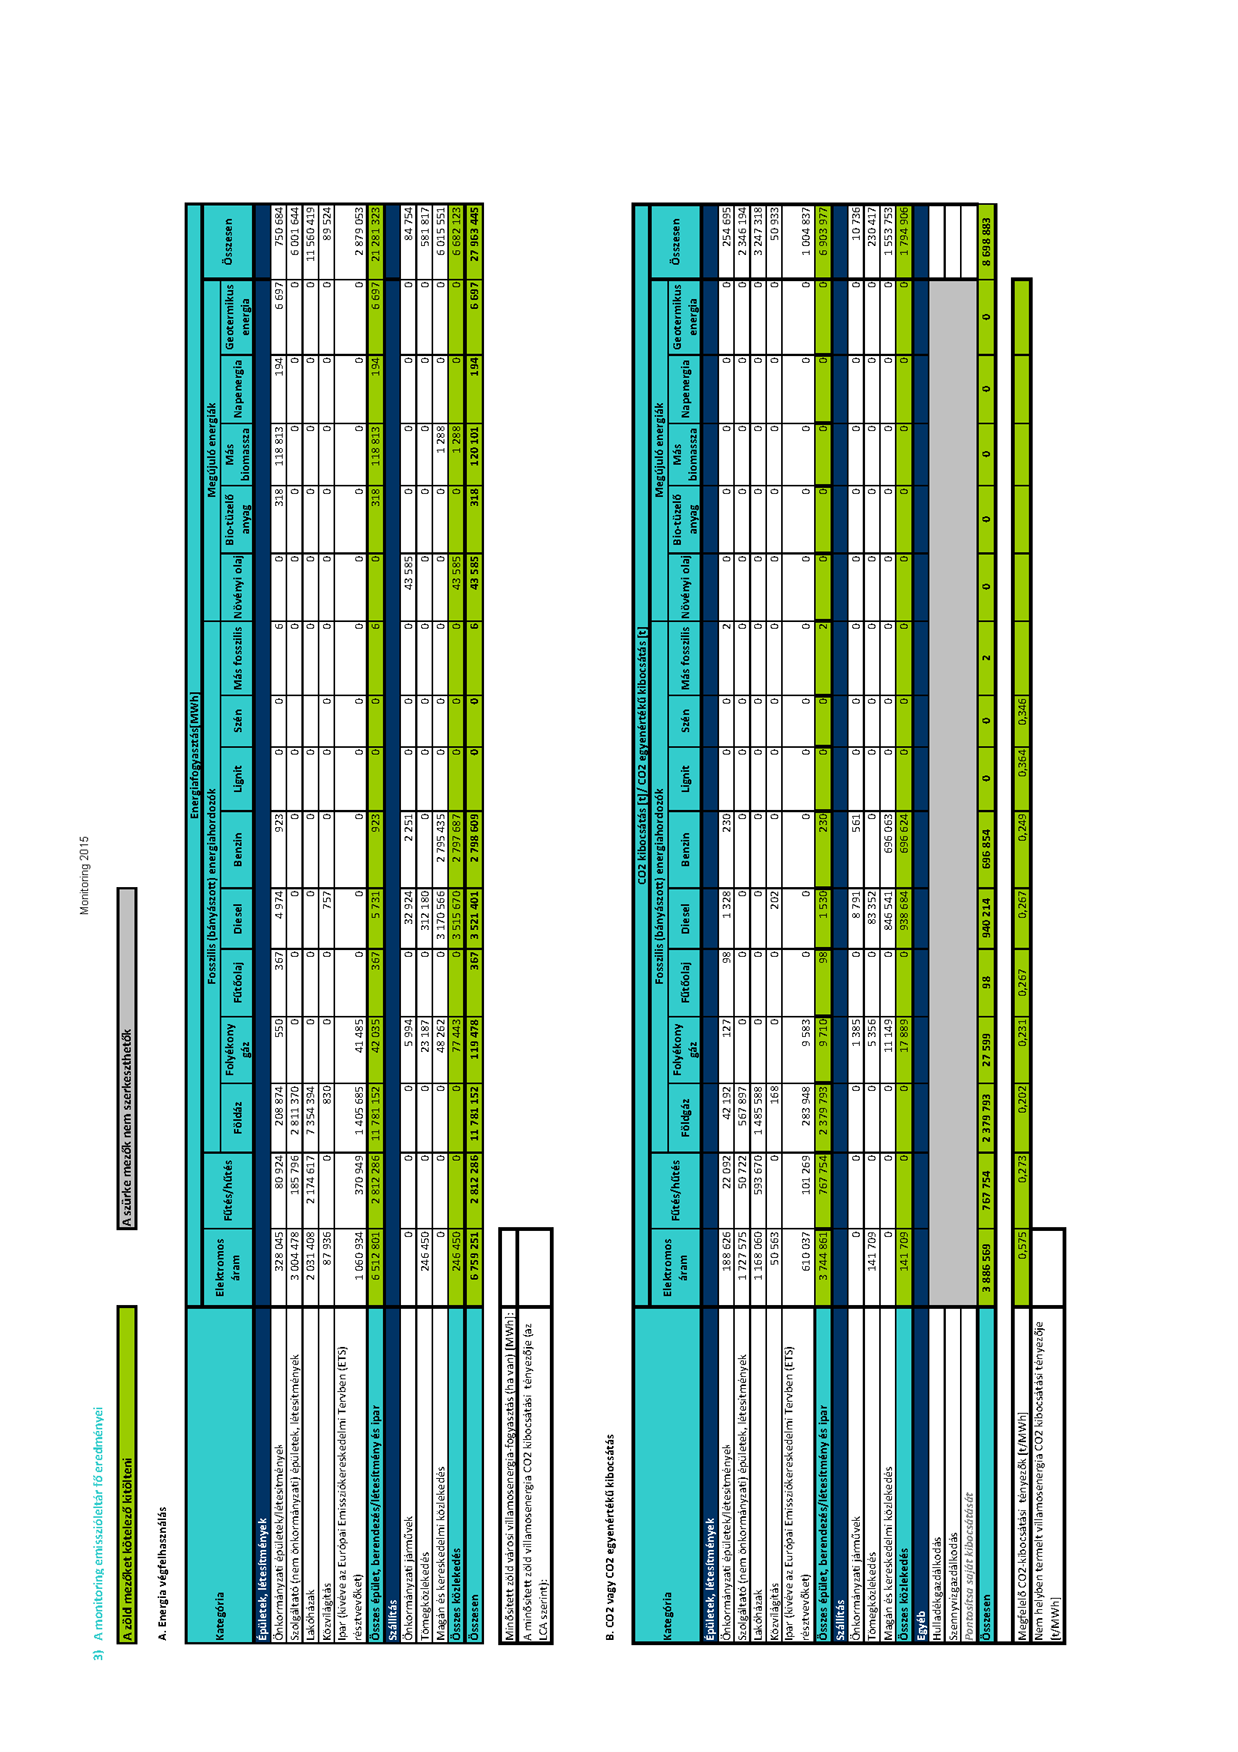 Monitoring 2015
3) A monitoring emisszióleltár fő eredményei
A zöld mezőket kötelező kitölteni
A szürke mezők nem szerkeszthetők
A. Energia végfelhasználás
Kategória
Energiafogyasztás[MWh]
Elektromos áram Fűtés/hűtés Fosszilis (bányászott) energiahordozók Megújuló energiák Összesen
Földáz Folyékony gáz Fűtőolaj Diesel Benzin Lignit Szén Más fosszilis Növényi olaj Bio-tüzelő anyag Más biomassza Napenergia Geotermikus energia
Épületek, létesítmények
Önkormányzati épületek/létesítmények 328 045 80 924 208 874 550 367 4 974 923 0 0 6 0 318 118 813 194 6 697 750 684
Szolgáltató (nem önkormányzati) épületek, létesítmények 3 004 478 185 796 2 811 370 0 0 0 0 0 0 0 0 6 001 644
Lakóházak 2 031 408 2 174 617 7 354 394 0 0 0 0 0 0 0 0 11 560 419
Közvilágítás 87 936 0 830 0 0 757 0 0 0 0 0 89 524
Ipar (kivéve az Európai Emissziókereskedelmi Tervben (ETS) résztvevőket) 1 060 934 370 949 1 405 685 41 485 0 0 0 0 0 0 0 0 0 2 879 053
Összes épület, berendezés/létesítmény és ipar 6 512 801 2 812 286 11 781 152 42 035 367 5 731 923 0 0 6 0 318 118 813 194 6 697 21 281 323
Szállítás
Önkormányzati járművek 0 0 0 5 994 0 32 924 2 251 0 0 0 43 585 0 0 0 0 84 754
Tömegközlekedés 246 450 0 0 23 187 0 312 180 0 0 0 0 0 0 0 0 0 581 817
Magán és kereskedelmi közlekedés 0 0 0 48 262 0 3 170 566 2 795 435 0 0 0 0 0 1 288 0 0 6 015 551
Összes közlekedés 246 450 0 0 77 443 0 3 515 670 2 797 687 0 0 0 43 585 0 1 288 0 0 6 682 123
Összesen 6 759 251 2 812 286 11 781 152 119 478 367 3 521 401 2 798 609 0 0 6 43 585 318 120 101 194 6 697 27 963 445
Minősített zöld városi villamosenergia-fogyasztás (ha van) [MWh]:
A minősített zöld villamosenergia CO2 kibocsátási tényezője (az
LCA szerint):
B. CO2 vagy CO2 egyenértékű kibocsátás
Kategória
CO2 kibocsátás [t]/ CO2 egyenértékű kibocsátás [t]
Elektromos áram Fűtés/hűtés Fosszilis (bányászott) energiahordozók Megújuló energiák Összesen
Földgáz Folyékony gáz Fűtőolaj Diesel Benzin Lignit Szén Más fosszilis Növényi olaj Bio-tüzelő anyag Más biomassza Napenergia Geotermikus energia
Épületek, létesítmények
Önkormányzati épületek/létesítmények 188 626 22 092 42 192 127 98 1 328 230 0 0 2 0 0 0 0 0 254 695
Szolgáltató (nem önkormányzati) épületek, létesítmények 1 727 575 50 722 567 897 0 0 0 0 0 0 0 0 2 346 194
Lakóházak 1 168 060 593 670 1 485 588 0 0 0 0 0 0 0 0 3 247 318
Közvilágítás 50 563 0 168 0 0 202 0 0 0 0 0 50 933
Ipar (kivéve az Európai Emissziókereskedelmi Tervben (ETS) résztvevőket) 610 037 101 269 283 948 9 583 0 0 0 0 0 0 0 0 0 0 0 1 004 837
Összes épület, berendezés/létesítmény és ipar 3 744 861 767 754 2 379 793 9 710 98 1 530 230 0 0 2 0 0 0 0 0 6 903 977
Szállítás
Önkormányzati járművek 0 0 0 1 385 0 8 791 561 0 0 0 0 0 0 0 0 10 736
Tömegközlekedés 141 709 0 0 5 356 0 83 352 0 0 0 0 0 0 0 0 0 230 417
Magán és kereskedelmi közlekedés 0 0 0 11 149 0 846 541 696 063 0 0 0 0 0 0 0 0 1 553 753
Összes közlekedés 141 709 0 0 17 889 0 938 684 696 624 0 0 0 0 0 0 0 0 1 794 906
Egyéb
Hulladékgazdálkodás
Szennyvízgazdálkodás
Pontosítsa saját kibocsátását
Összesen 3 886 569 767 754 2 379 793 27 599 98 940 214 696 854 0 0 2 0 0 0 0 0 8 698 883
Megfelelő CO2-kibocsátási tényezők [t/MWh] 0,575 0,273 0,202 0,231 0,267 0,267 0,249 0,364 0,346
Nem helyben termelt villamosenergia CO2 kibocsátási tényezője
[t/MWh]